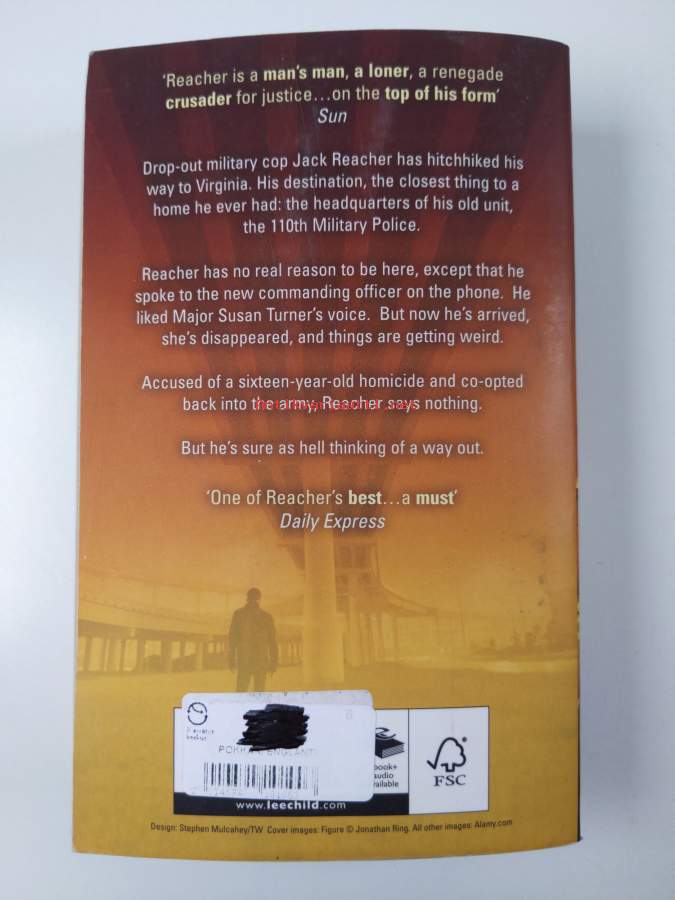 'Reacher is a man's man, a loner, a renegade
crusader for justice...on the top of his form'
Sun
Drop-out military cop Jack Reacher has hitchhiked his
way to Virginia. His destination, the closest thing to a
home he ever had: the headquarters of his old unit,
the 110th Military Police.
Reacher has no real reason to be here, except that he
spoke to the new commanding officer on the phone. He
liked Major Susan Turner's voice. But now he's arrived,
she's disappeared, and things are getting weird.
Accused of a sixteen-year-old homicide and co-opted
back into the army, Reacher says nothing.
But he's sure as hell thinking of a way out.
'One of Reacher's best...a must'
Daily Express
audio
FSC
www.leechild.com
Design: Stephen Mulcahey/TW Cover images: Figure © Jonathan Ring. All other images: Alamy.com